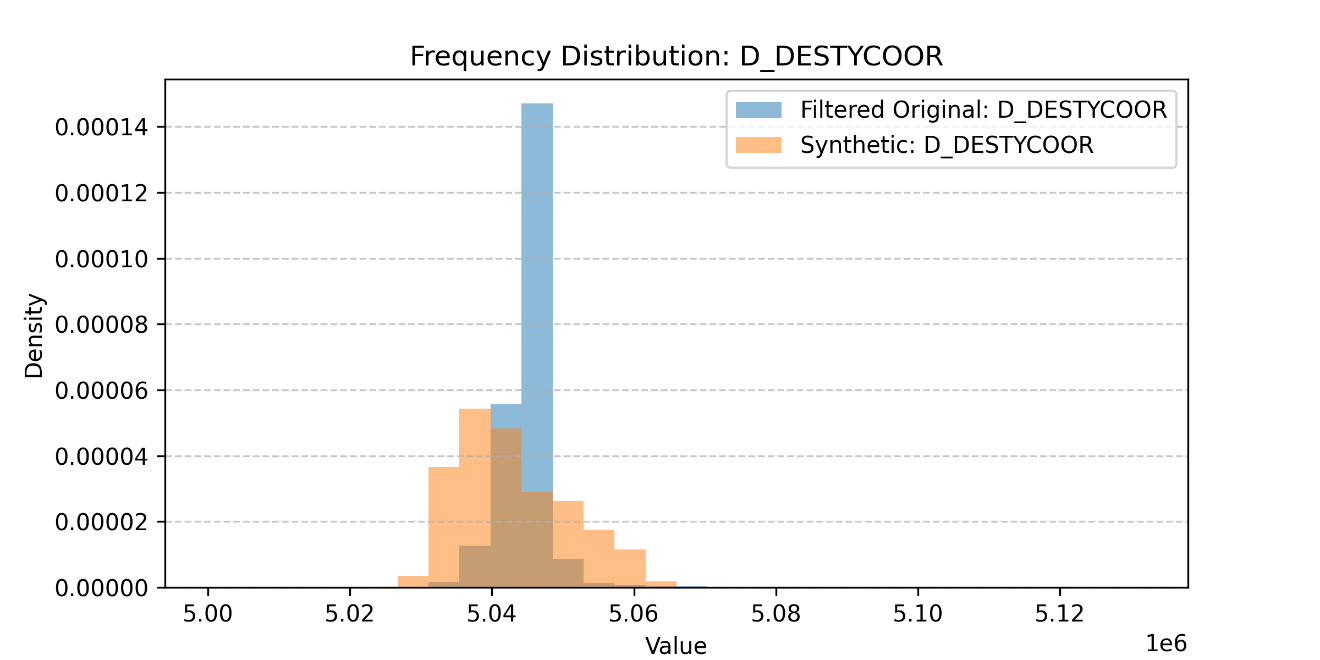 Frequency Distribution: D_DESTYCOOR
Filtered Original: D_DESTYCOOR
Synthetic: D_DESTYCOOR
0.00014
0.00012
0.00010
0.00008
0.00006
0.00004
0.00002
0.00000
Density
5.00 5.02 5.04 5.06 5.08 5.10 5.12
Value
1e6